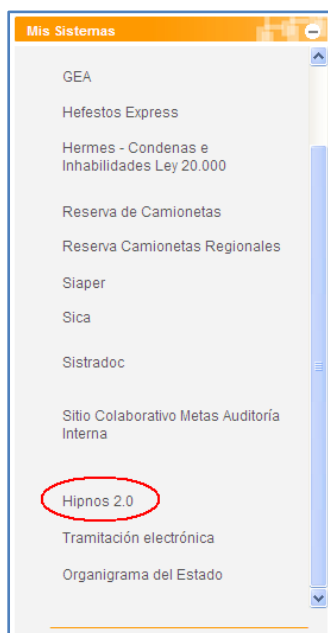 Mis Sistemas
GEA
Hefestos Express
Hermes - Condenas e
Inhabilidades Ley 20.000
Reserva de Camionetas
Reserva Camionetas Regionales
Siaper
Sica
Sistradoc
Sitio Colaborativo Metas Auditoría
Interna
Hipnos 2.0
Tramitación electrónica
Organigrama del Estado